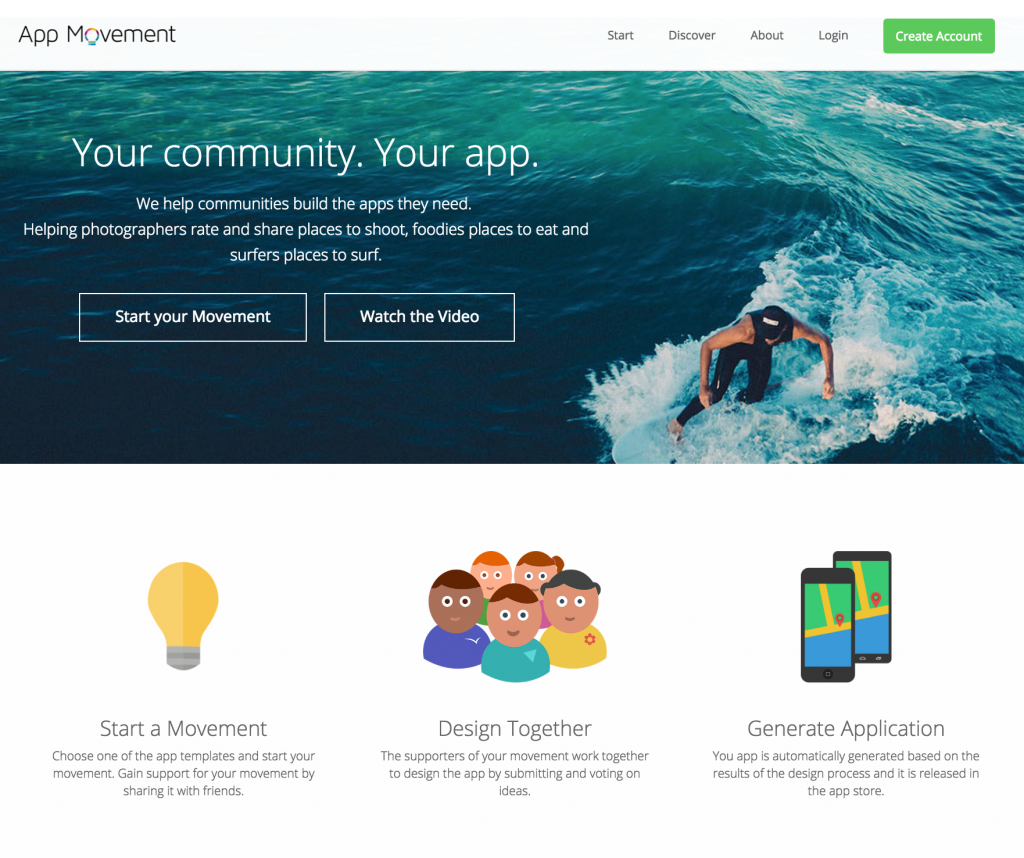 App Movement
Start
Discover
About
Login
Create Account
Your community. Your app.
We help communities build the apps they need.
Helping photographers rate and share places to shoot, foodies places to eat and
surfers places to surf.
Start your Movement
Watch the Video
Start a Movement
Choose one of the app templates and start your
movement. Gain support for your movement by
sharing it with friends.
Design Together
The supporters of your movement work together
to design the app by submitting and voting on
ideas.
Generate Application
You app is automatically generated based on the
results of the design process and it is released in
the app store.